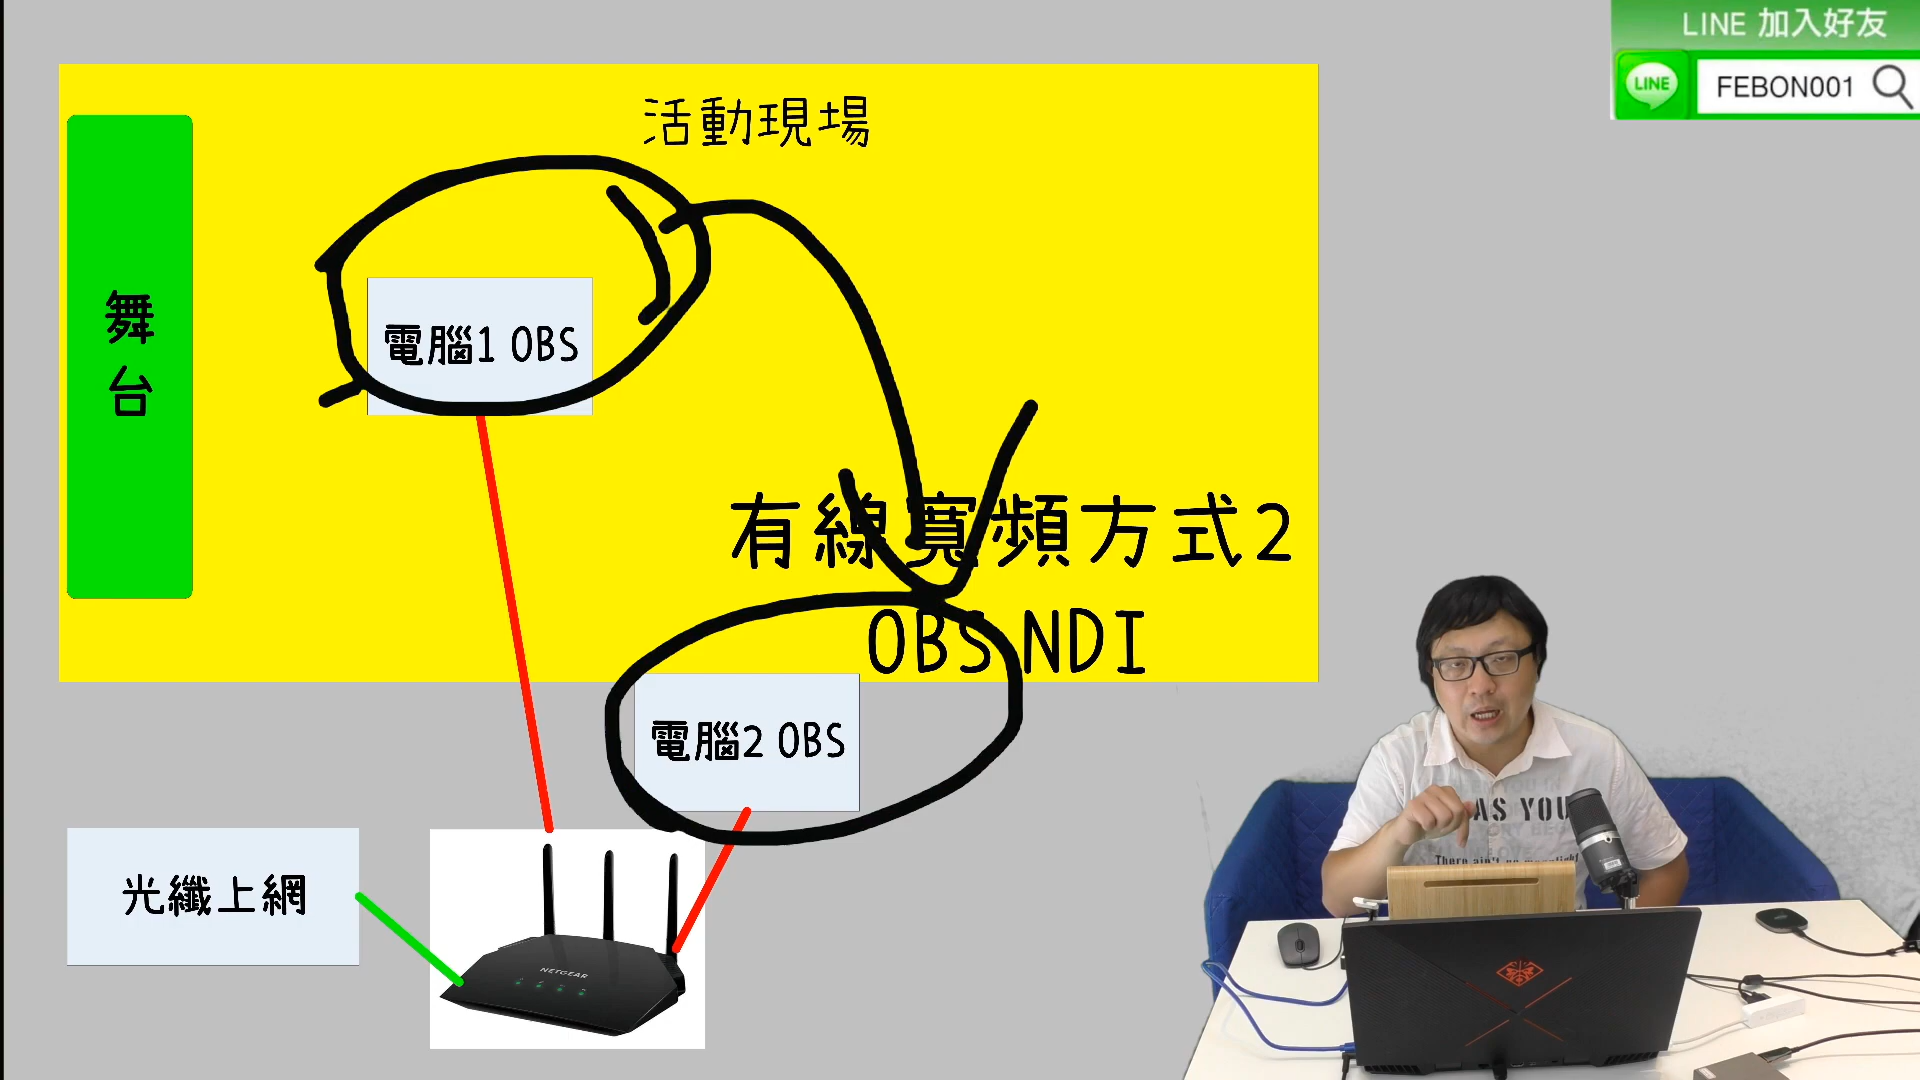 LINE 加入好友
LINE
FEBON001
活動現場
舞
台
電腦1 OBS
有線寬頻方式2
OBS NDI
電腦2 OBS
光纖上網
NETGEAR
AS YOU